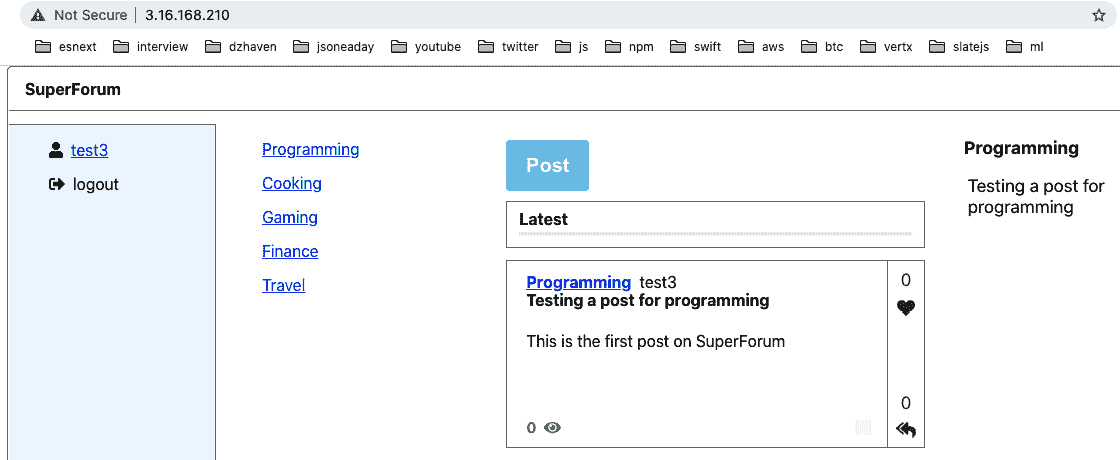 Not Secure | 3.16.168.210
esnext interview dzhaven jsoneaday youtube twitter js npm swift aws btc vertx slatejs ml
SuperForum
test3
logout
Programming
Cooking
Gaming
Finance
Travel
Post
Latest
Programming test3
Testing a post for programming
This is the first post on SuperForum
0
0
0
Programming
Testing a post for
programming